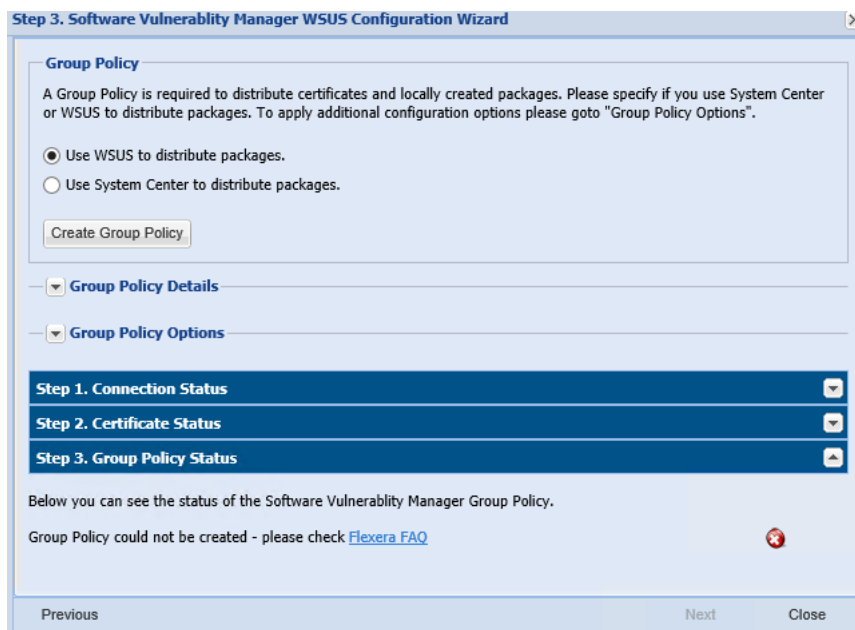 Step 3. Software Vulnerablity Manager WSUS Configuration Wizard
Group Policy
A Group Policy is required to distribute certificates and locally created packages. Please specify if you use System Center
or WSUS to distribute packages. To apply additional configuration options please goto "Group Policy Options".
Use WSUS to distribute packages.
Use System Center to distribute packages.
Create Group Policy
Group Policy Details
Group Policy Options
Step 1. Connection Status
Step 2. Certificate Status
Step 3. Group Policy Status
Below you can see the status of the Software Vulnerablity Manager Group Policy.
Group Policy could not be created - please check Flexera FAQ
Previous
Next
Close